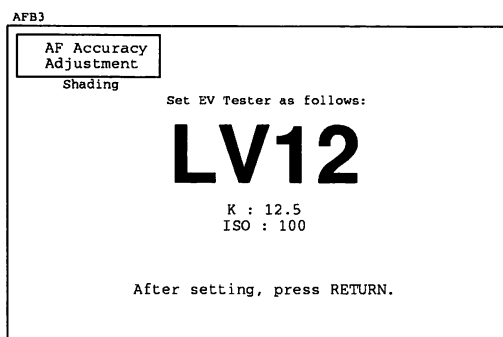 AFB3
AF Accuracy
Adjustment
Shading
Set EV Tester as follows:
LV12
K : 12.5
ISO : 100
After setting, press RETURN.